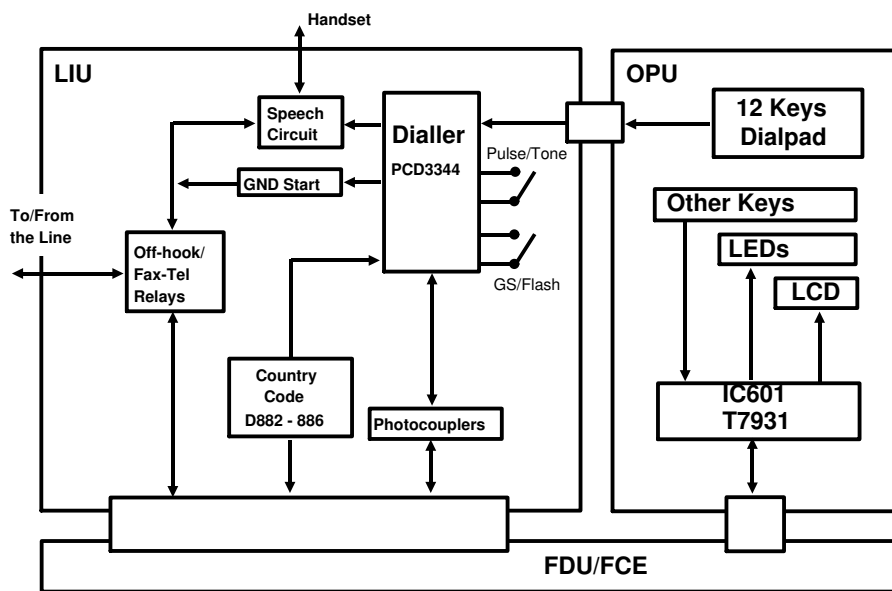 Handset
LIU
OPU
Speech
Circuit
Dialler
PCD3344
12 Keys
Dialpad
Pulse/Tone
GND Start
To/From
the Line
Other Keys
Off-hook/
Fax-Tel
Relays
LEDs
GS/Flash
LCD
Country
Code
D882 - 886
IC601
T7931
Photocouplers
FDU/FCE